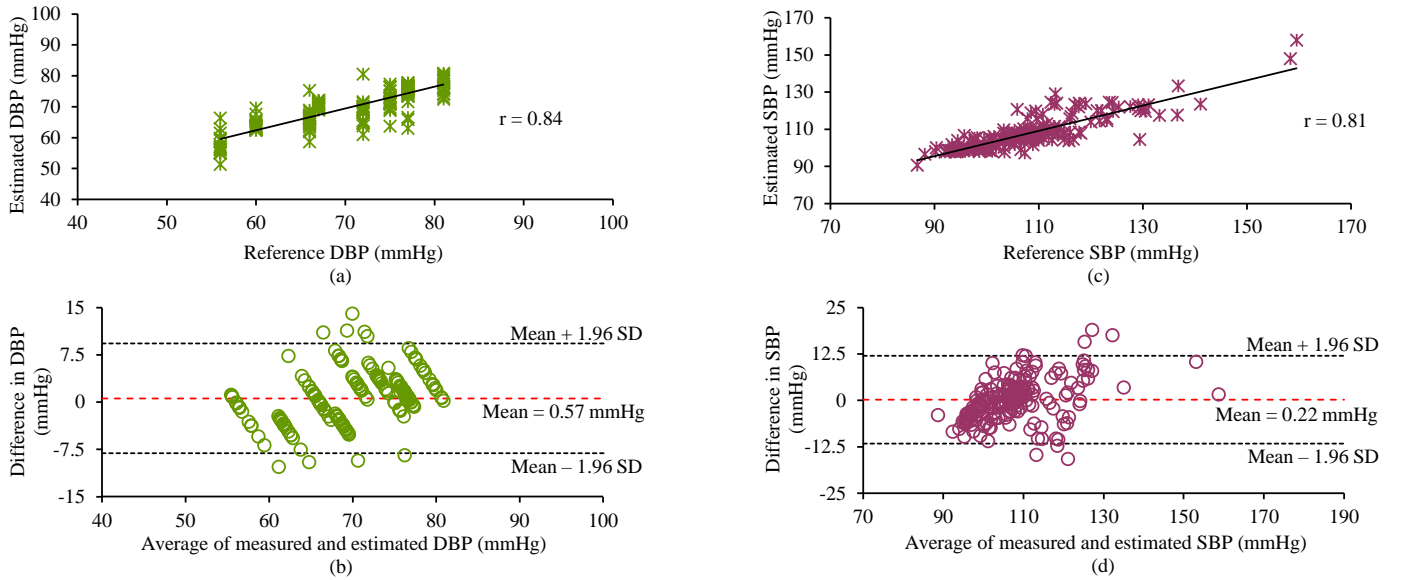 100
90
80
70
60
50
40
40
50
60
70
80
90
100
Estimated DBP (mmHg)
r = 0.84
Reference DBP (mmHg)
(a)
170
150
130
110
90
70
70
90
110
130
150
170
Estimated SBP (mmHg)
r = 0.81
Reference SBP (mmHg)
(c)
15
7.5
0
-7.5
-15
40
50
60
70
80
90
100
Difference in DBP
(mmHg)
Mean + 1.96 SD
Mean = 0.57 mmHg
Mean – 1.96 SD
Average of measured and estimated DBP (mmHg)
(b)
25
12.5
0
-12.5
-25
70
90
110
130
150
170
190
Difference in SBP
(mmHg)
Mean + 1.96 SD
Mean = 0.22 mmHg
Mean – 1.96 SD
Average of measured and estimated SBP (mmHg)
(d)